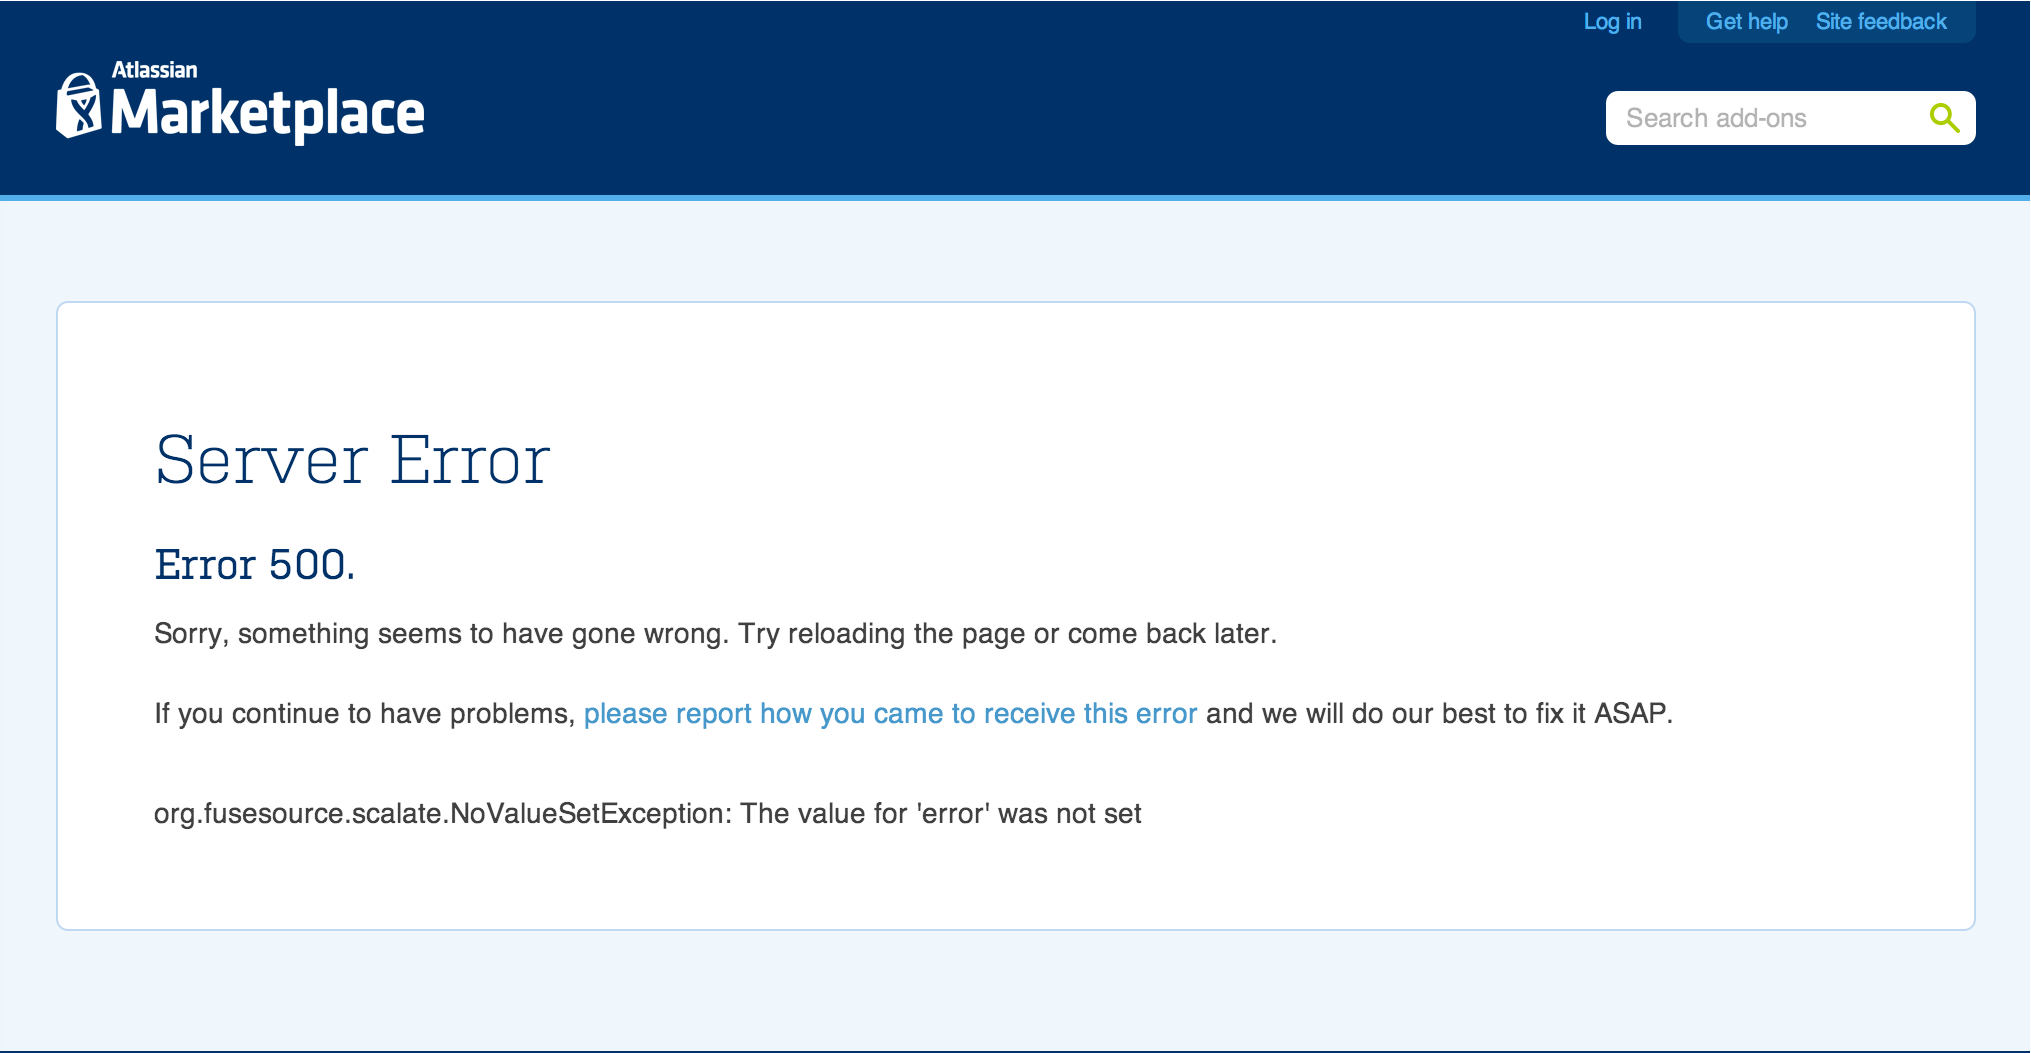 Log in
Get help
Site feedback
Atlassian
Marketplace
Search add-ons
Server Error
Error 500.
Sorry, something seems to have gone wrong. Try reloading the page or come back later.
If you continue to have problems, please report how you came to receive this error and we will do our best to fix it ASAP.
org.fusesource.scalate.NoValueSetException: The value for 'error' was not set